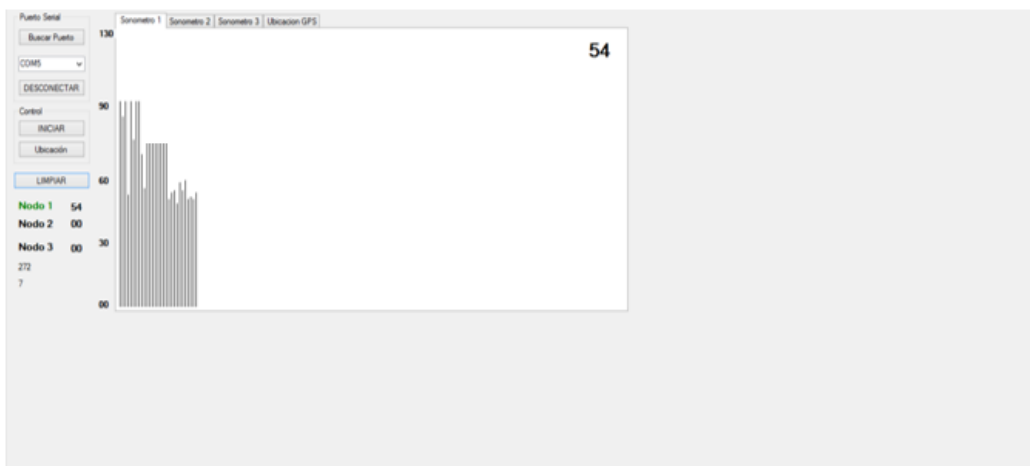 Puerto Serial
Buscar Puerto
COM5
DESCONECTAR
Control
INICIAR
Ubicación
LIMPIAR
Nodo 1 54
Nodo 2 00
Nodo 3 00
272
7
Sonometro 1 Sonometro 2 Sonometro 3 Ubicacion GPS
130
54
90
60
30
00